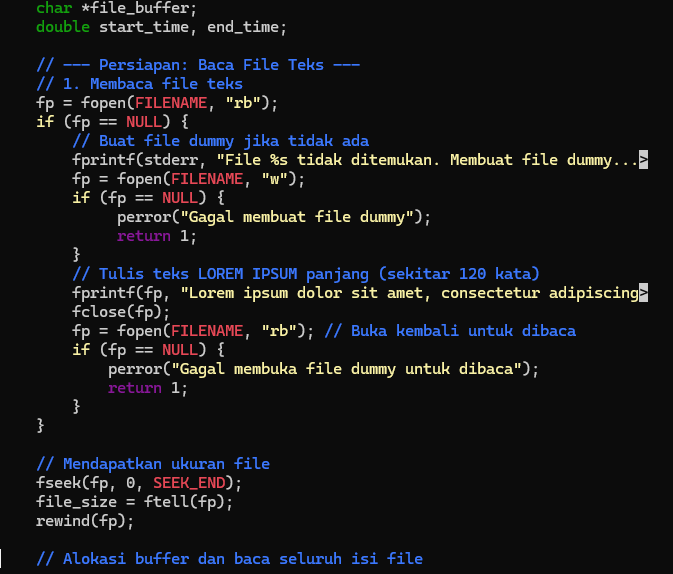 char *file_buffer;
double start_time, end_time;
// --- Persiapan: Baca File Teks ---
// 1. Membaca file teks
fp = fopen(FILENAME, "rb");
if (fp == NULL) {
// Buat file dummy jika tidak ada
fprintf(stderr, "File %s tidak ditemukan. Membuat file dummy...>
fp = fopen(FILENAME, "w");
if (fp == NULL) {
perror("Gagal membuat file dummy");
return 1;
}
// Tulis teks LOREM IPSUM panjang (sekitar 120 kata)
fprintf(fp, "Lorem ipsum dolor sit amet, consectetur adipiscing>
fclose(fp);
fp = fopen(FILENAME, "rb"); // Buka kembali untuk dibaca
if (fp == NULL) {
perror("Gagal membuka file dummy untuk dibaca");
return 1;
}
}
// Mendapatkan ukuran file
fseek(fp, 0, SEEK_END);
file_size = ftell(fp);
rewind(fp);
// Alokasi buffer dan baca seluruh isi file